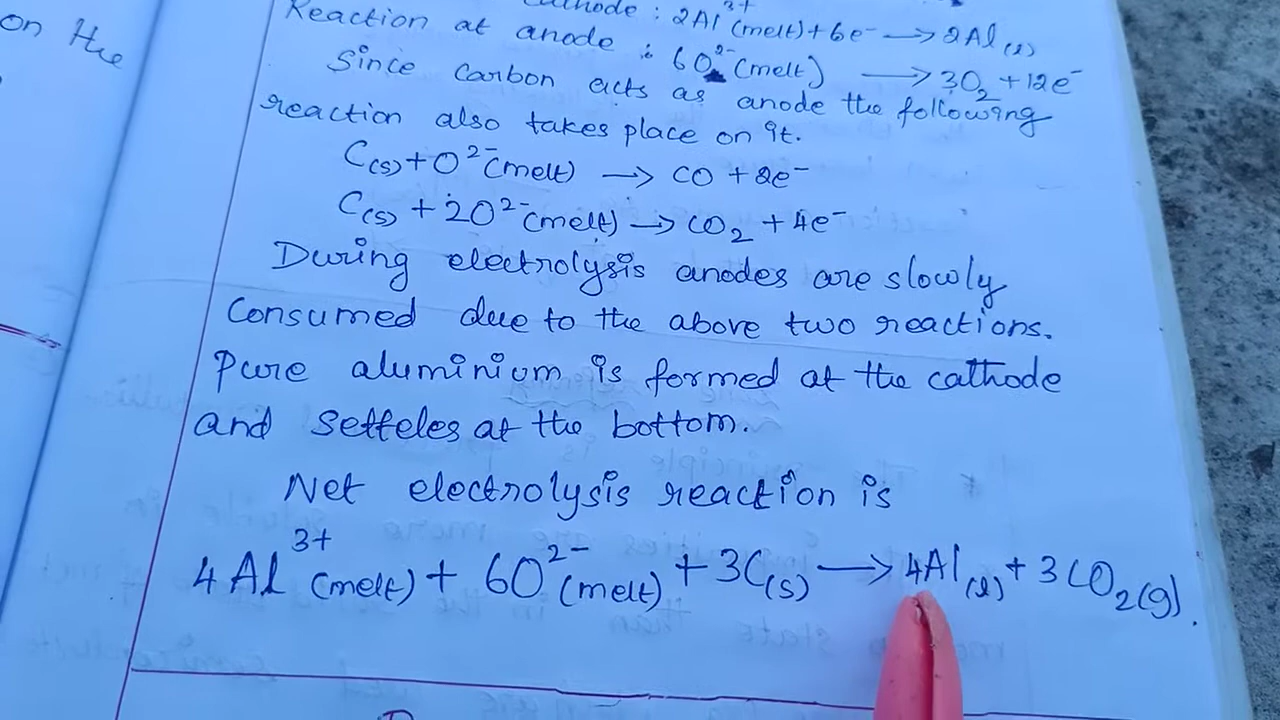 on the
cathode : 2Al³⁺(melt)+6e⁻ → 2Al(l)
Reaction at anode : 6O²⁻(melt) → 3O₂ + 12e⁻
Since carbon acts as anode the following
reaction also takes place on it.
C(s)+O²⁻(melt) → CO + 2e⁻
C(s) + 2O²⁻(melt) → CO₂ + 4e⁻
During electrolysis anodes are slowly
Consumed due to the above two reactions.
Pure aluminium is formed at the cathode
and setteles at the bottom.
Net electrolysis reaction is
4Al³⁺(melt) + 6O²⁻(melt) + 3C(s) → 4Al(l) + 3CO₂(g).